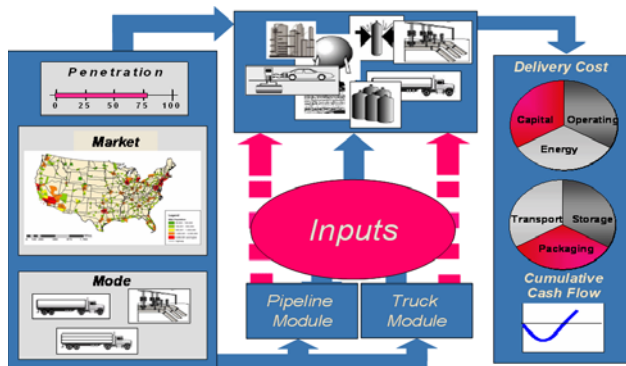 Penetration
0 25 50 75 100
Market
Mode
Inputs
Pipeline
Module
Truck
Module
Delivery Cost
Capital
Operating
Energy
Transport
Storage
Packaging
Cumulative
Cash Flow